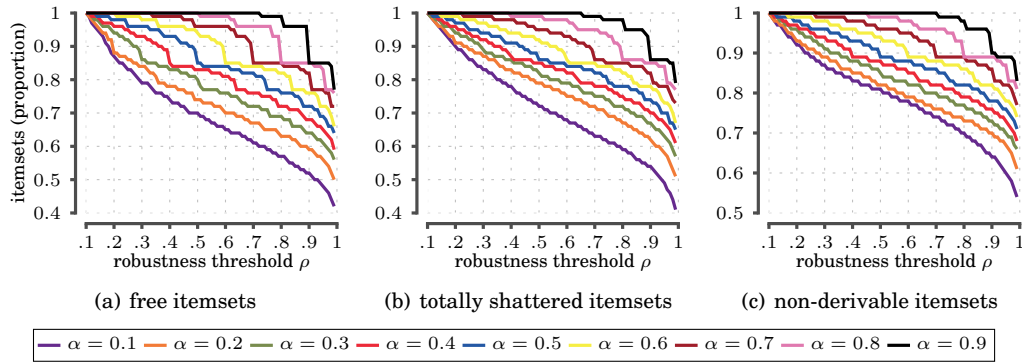 itemsets (proportion)
1
0.9
0.8
0.7
0.6
0.5
0.4
.1 .2 .3 .4 .5 .6 .7 .8 .9 1
robustness threshold ρ
(a) free itemsets
1
0.9
0.8
0.7
0.6
0.5
0.4
.1 .2 .3 .4 .5 .6 .7 .8 .9 1
robustness threshold ρ
(b) totally shattered itemsets
1
0.9
0.8
0.7
0.6
0.5
.1 .2 .3 .4 .5 .6 .7 .8 .9 1
robustness threshold ρ
(c) non-derivable itemsets
α = 0.1 α = 0.2 α = 0.3 α = 0.4 α = 0.5 α = 0.6 α = 0.7 α = 0.8 α = 0.9